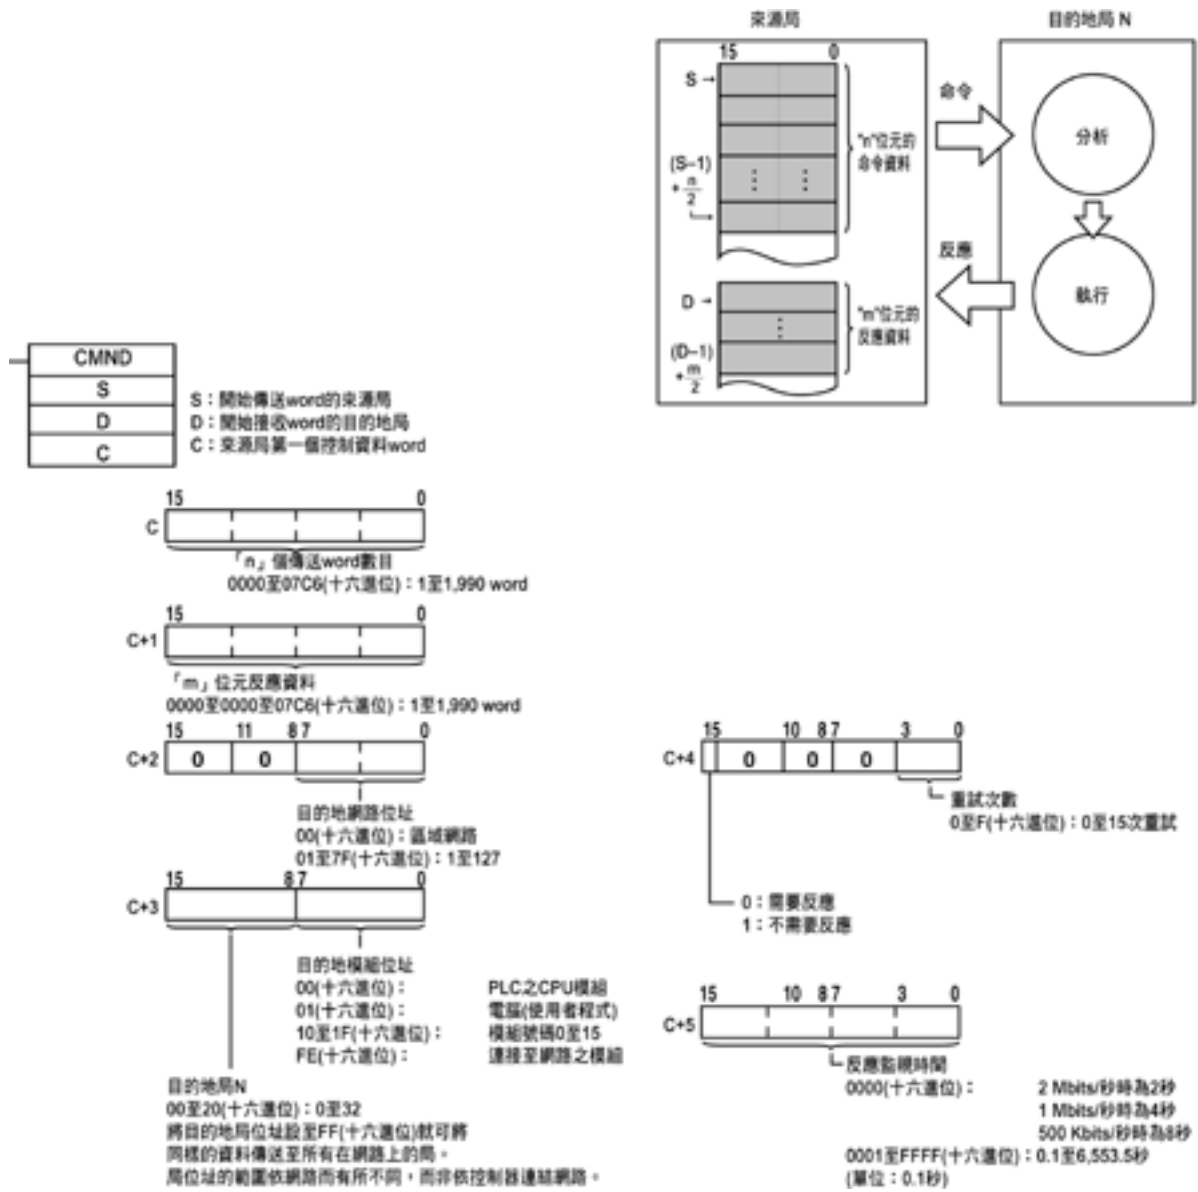 來源局
目的地局 N
15 0
S→
(S–1)
+ n
2
"n"位元的
命令資料
命令
分析
反應
執行
D→
(D–1)
+ m
2
"m"位元的
反應資料
CMND
S
D
C
S：開始傳送word的來源局
D：開始接收word的目的地局
C：來源局第一個控制資料word
15 0
C
「n」個傳送word數目
0000至07C6(十六進位)：1至1,990 word
15 0
C+1
「m」位元反應資料
0000至0000至07C6(十六進位)：1至1,990 word
15 11 8 7 0
C+2 0 0
目的地網路位址
00(十六進位)：區域網路
01至7F(十六進位)：1至127
15 8 7 0
C+3
目的地模組位址
00(十六進位)： PLC之CPU模組
01(十六進位)： 電腦(使用者程式)
10至1F(十六進位)： 模組號碼0至15
FE(十六進位)： 連接至網路之模組
目的地局N
00至20(十六進位)：0至32
將目的地局位址設至FF(十六進位)就可將
同樣的資料傳送至所有在網路上的局。
局位址的範圍依網路而有所不同，而非依控制器連結網路。
15 10 8 7 3 0
C+4 0 0 0
重試次數
0至F(十六進位)：0至15次重試
0：需要反應
1：不需要反應
15 10 8 7 3 0
C+5
反應監視時間
0000(十六進位)： 2 Mbits/秒時為2秒
1 Mbits/秒時為4秒
500 Kbits/秒時為8秒
0001至FFFF(十六進位)：0.1至6,553.5秒
(單位：0.1秒)